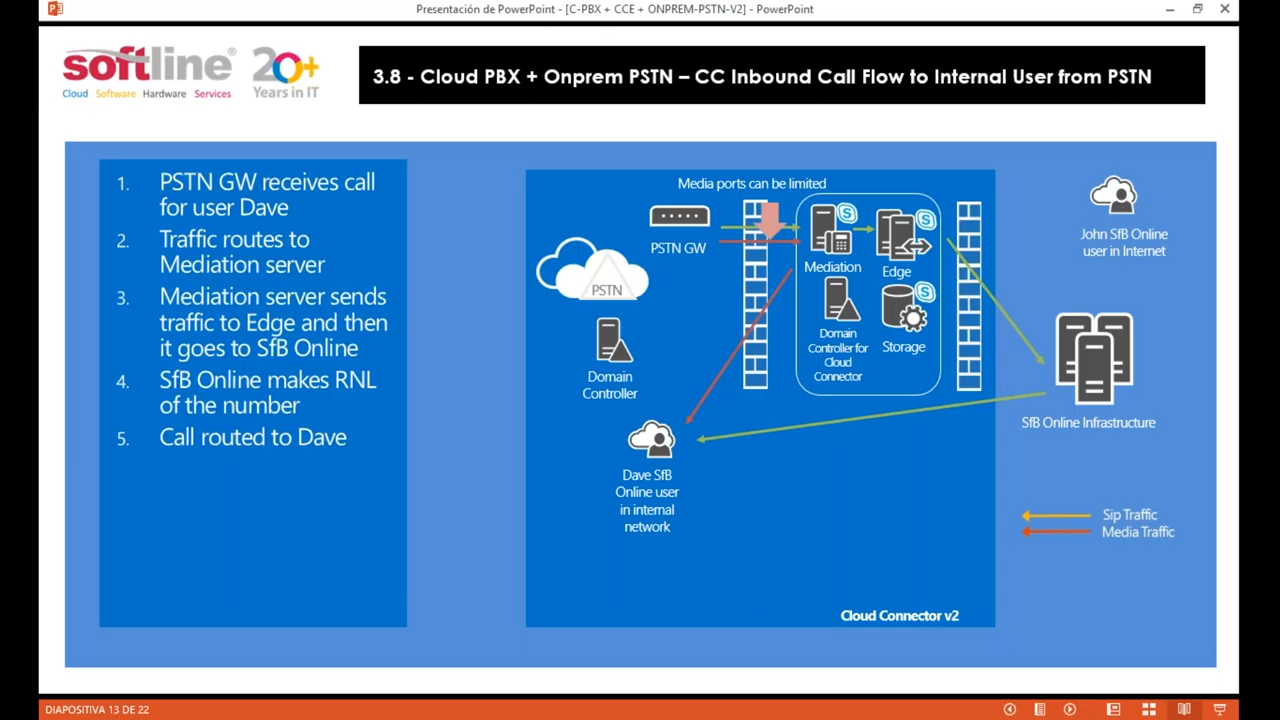 Presentación de PowerPoint - [C-PBX + CCE + ONPREM-PSTN-V2] - PowerPoint
softline®
Cloud Software Hardware Services
20+
Years in IT
3.8 - Cloud PBX + Onprem PSTN – CC Inbound Call Flow to Internal User from PSTN
1. PSTN GW receives call
for user Dave
2. Traffic routes to
Mediation server
3. Mediation server sends
traffic to Edge and then
it goes to SfB Online
4. SfB Online makes RNL
of the number
5. Call routed to Dave
Media ports can be limited
PSTN GW
PSTN
Domain
Controller
Dave SfB
Online user
in internal
network
Mediation
Edge
Domain
Controller for
Cloud
Connector
Storage
Cloud Connector v2
John SfB Online
user in Internet
SfB Online Infrastructure
Sip Traffic
Media Traffic
DIAPOSITIVA 13 DE 22